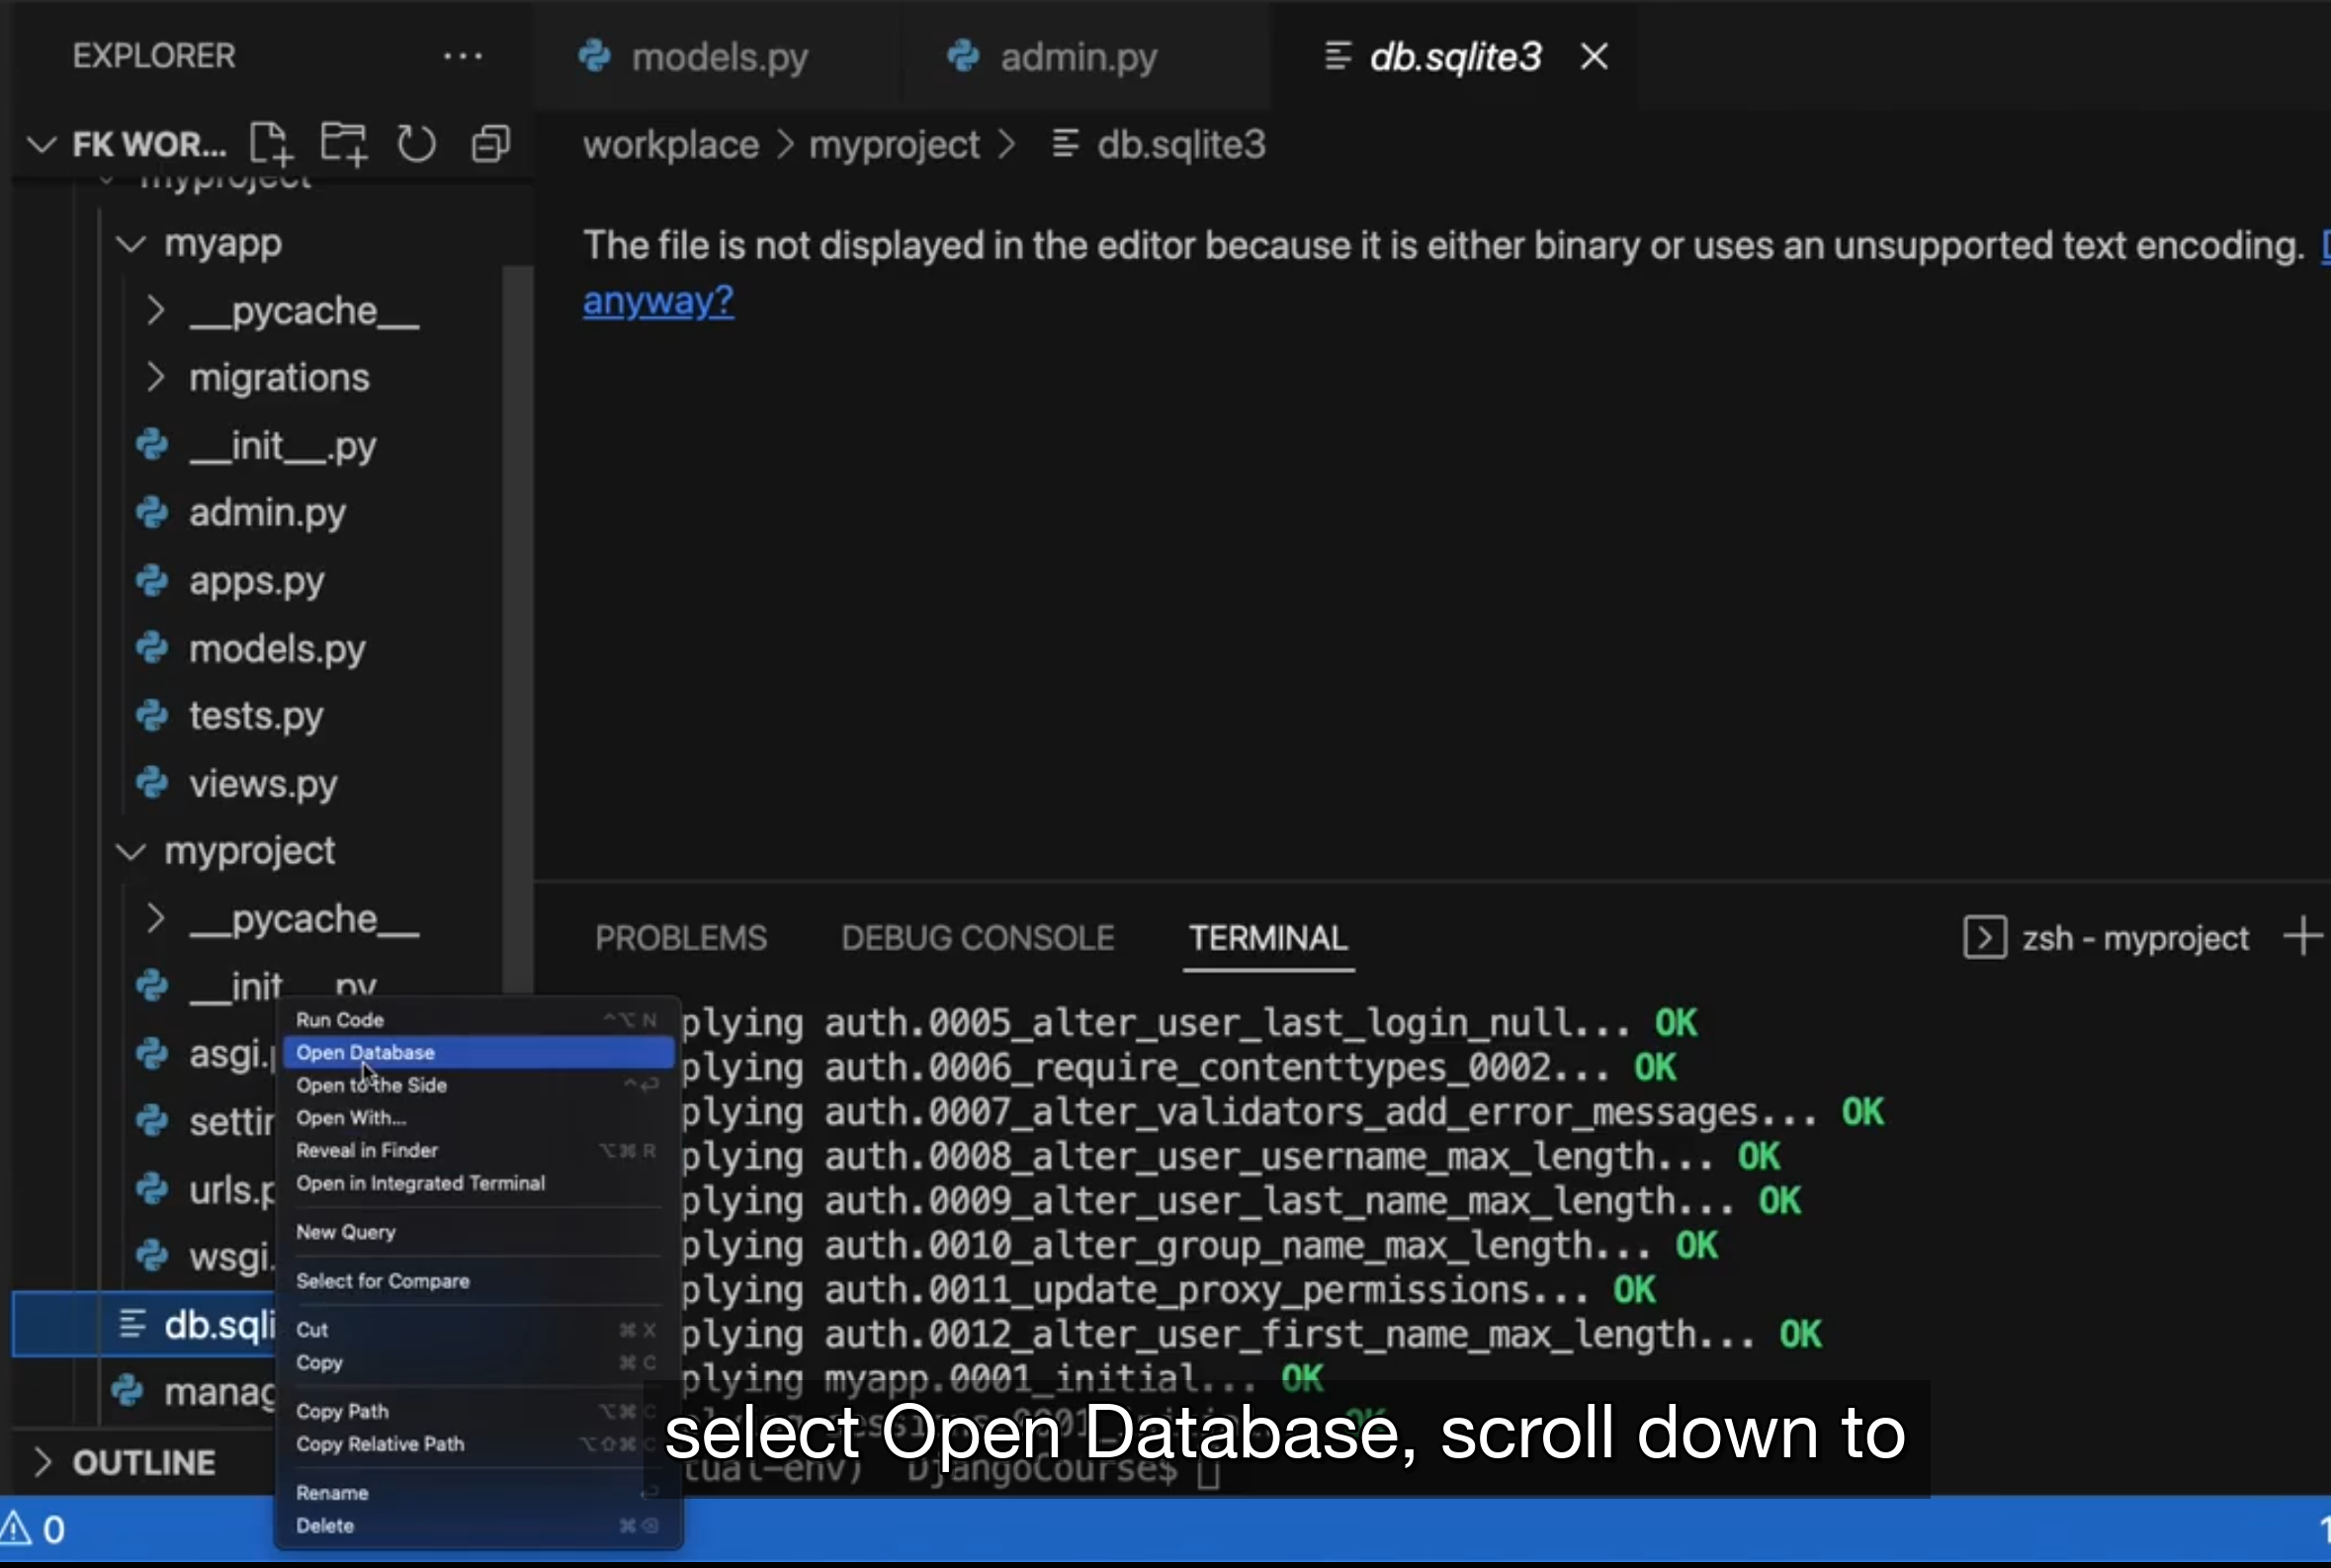 EXPLORER
models.py
admin.py
db.sqlite3
FK WOR...
workplace > myproject > db.sqlite3
myproject
The file is not displayed in the editor because it is either binary or uses an unsupported text encoding.
anyway?
myapp
__pycache__
migrations
__init__.py
admin.py
apps.py
models.py
tests.py
views.py
myproject
__pycache__
__init__.py
asgi.p
settin
urls.p
wsgi.
db.sqli
manag
OUTLINE
0
Run Code ^⌥ N
Open Database
Open to the Side ^↩
Open With...
Reveal in Finder ⌥⌘ R
Open in Integrated Terminal
New Query
Select for Compare
Cut ⌘ X
Copy ⌘ C
Copy Path ⌥⌘ C
Copy Relative Path ⌥⇧⌘ C
Rename ↩
Delete ⌘⌫
PROBLEMS
DEBUG CONSOLE
TERMINAL
zsh - myproject
plying auth.0005_alter_user_last_login_null... OK
plying auth.0006_require_contenttypes_0002... OK
plying auth.0007_alter_validators_add_error_messages... OK
plying auth.0008_alter_user_username_max_length... OK
plying auth.0009_alter_user_last_name_max_length... OK
plying auth.0010_alter_group_name_max_length... OK
plying auth.0011_update_proxy_permissions... OK
plying auth.0012_alter_user_first_name_max_length... OK
plying myapp.0001_initial... OK
tual-env) DjangoCourse$
select Open Database, scroll down to